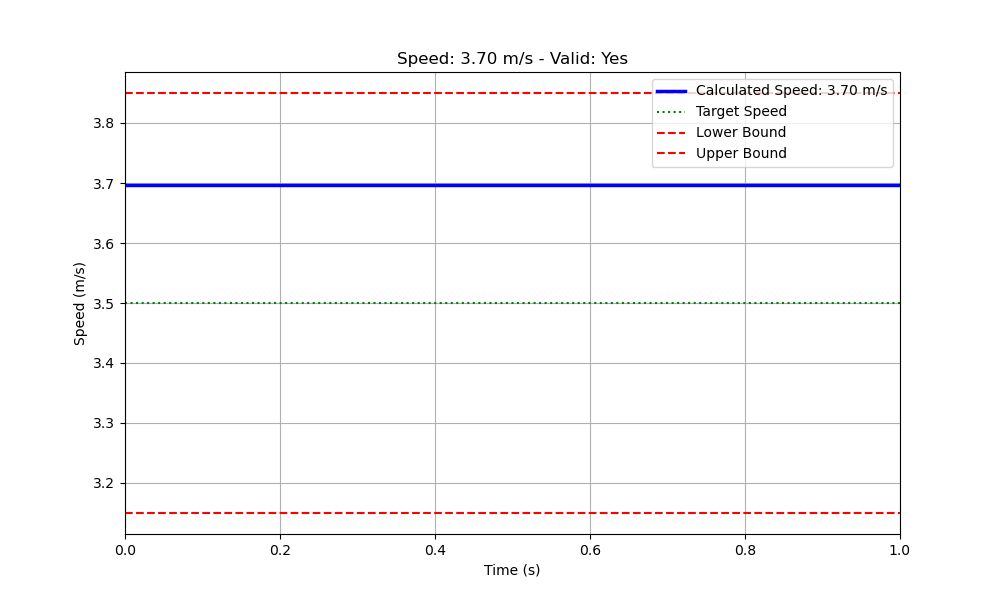 Speed: 3.70 m/s - Valid: Yes
Calculated Speed: 3.70 m/s
Target Speed
Lower Bound
Upper Bound
Speed (m/s)
3.8
3.7
3.6
3.5
3.4
3.3
3.2
0.0 0.2 0.4 0.6 0.8 1.0
Time (s)